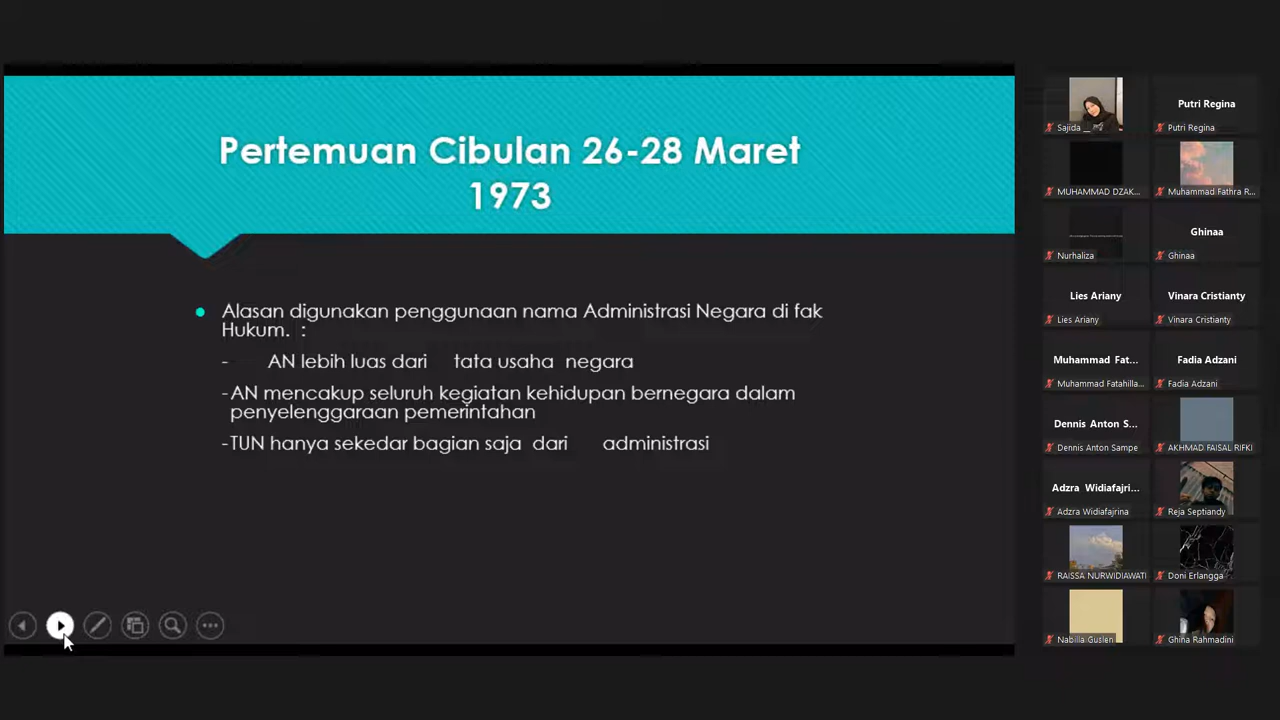 Pertemuan Cibulan 26-28 Maret
1973
Alasan digunakan penggunaan nama Administrasi Negara di fak
Hukum. :
- AN lebih luas dari tata usaha negara
-AN mencakup seluruh kegiatan kehidupan bernegara dalam
penyelenggaraan pemerintahan
-TUN hanya sekedar bagian saja dari administrasi
Sajida __
Putri Regina
Putri Regina
MUHAMMAD DZAK...
Muhammad Fathra R...
Nurhaliza
Ghinaa
Ghinaa
Lies Ariany
Lies Ariany
Vinara Cristianty
Vinara Cristianty
Muhammad Fat...
Muhammad Fatahilla...
Fadia Adzani
Fadia Adzani
Dennis Anton S...
Dennis Anton Sampe
AKHMAD FAISAL RIFKI
Adzra Widiafajri...
Adzra Widiafajrina
Reja Septiandy
RAISSA NURWIDIAWATI
Doni Erlangga
Nabilla Guslen
Ghina Rahmadini